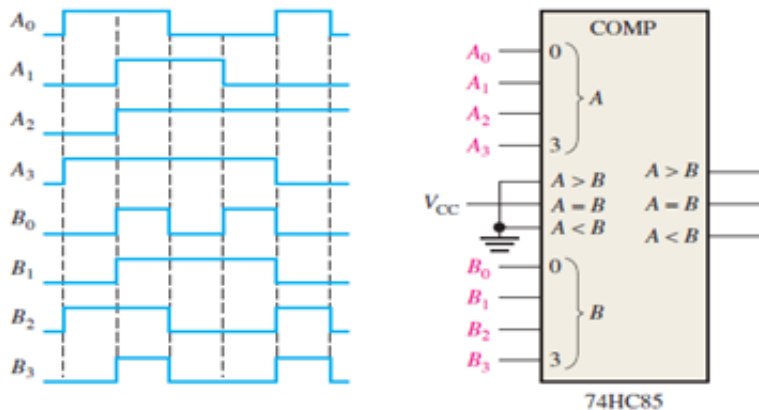 A0
A1
A2
A3
B0
B1
B2
B3
COMP
A0 0
A1
A2 A
A3 3
A > B A > B
VCC A = B A = B
A < B A < B
B0 0
B1
B2 B
B3 3
74HC85